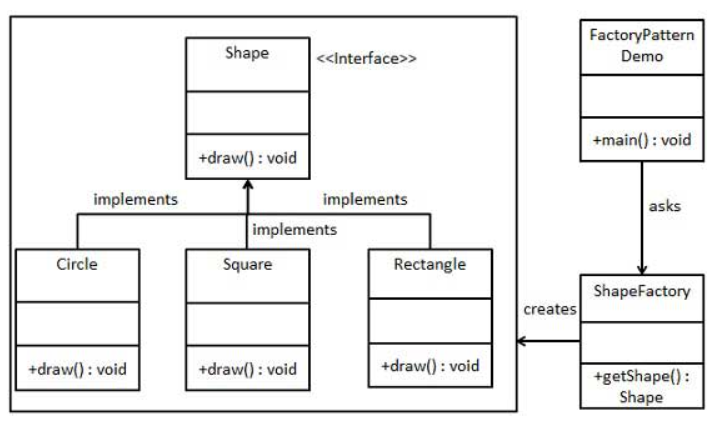 Shape
<<Interface>>
+draw() : void
implements
implements
implements
Circle
+draw() : void
Square
+draw() : void
Rectangle
+draw() : void
FactoryPattern
Demo
+main() : void
asks
creates
ShapeFactory
+getShape() :
Shape